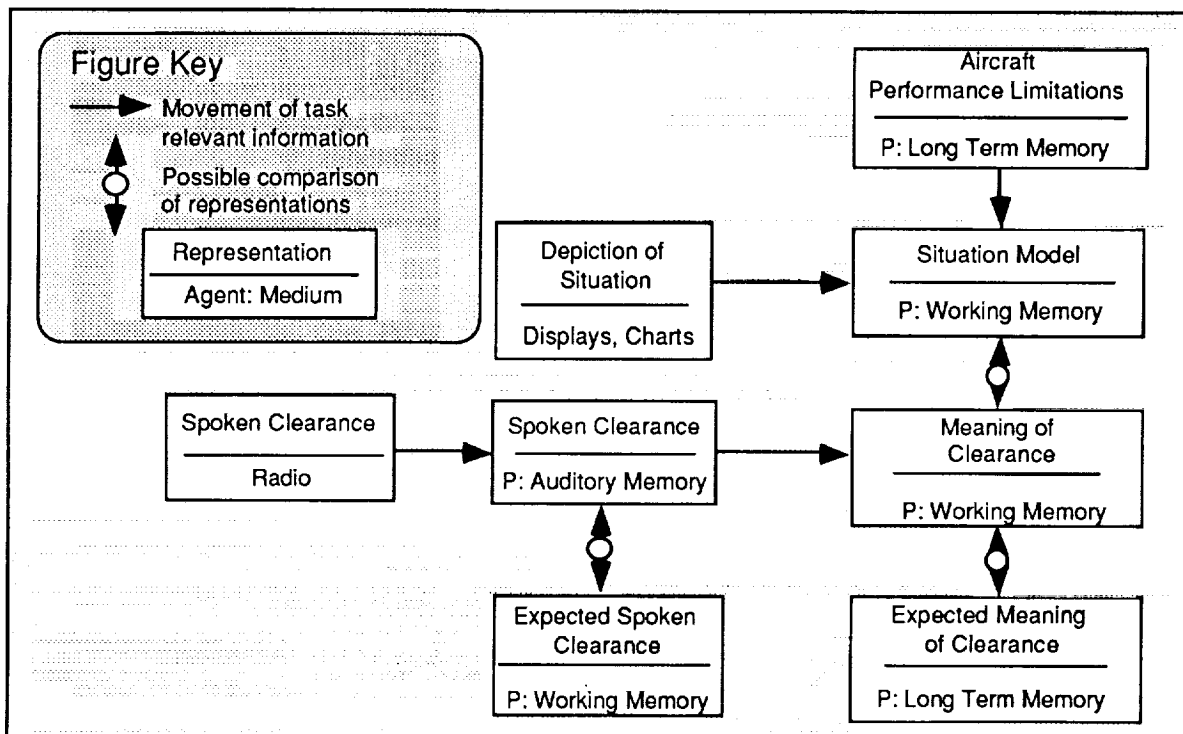 Figure Key
Movement of task
relevant information
Possible comparison
of representations
Representation
Agent: Medium
Aircraft
Performance Limitations
P: Long Term Memory
Depiction of
Situation
Displays, Charts
Situation Model
P: Working Memory
Spoken Clearance
Radio
Spoken Clearance
P: Auditory Memory
Meaning of
Clearance
P: Working Memory
Expected Spoken
Clearance
P: Working Memory
Expected Meaning
of Clearance
P: Long Term Memory